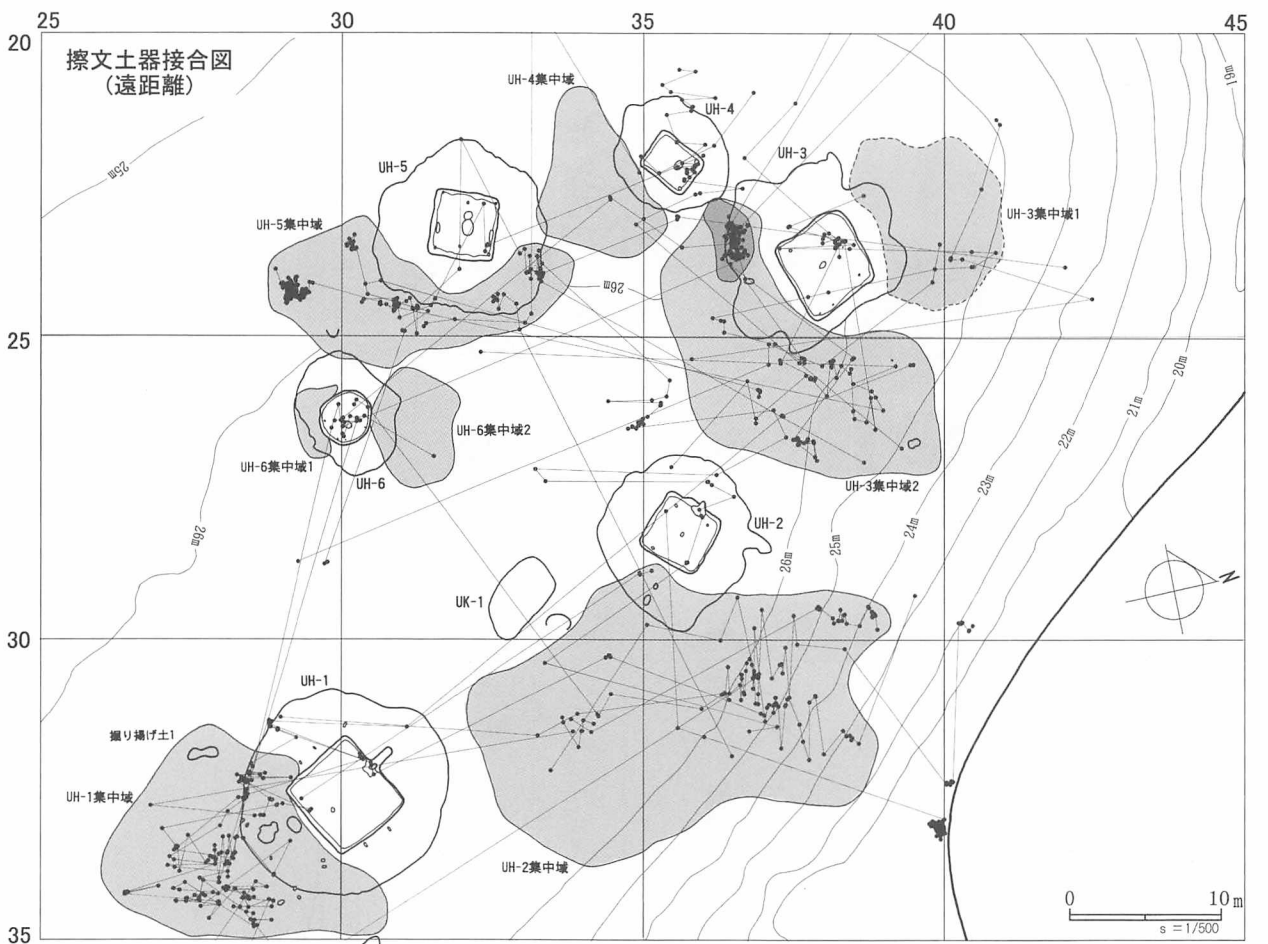 25 30 35 40 45
20
擦文土器接合図
(遠距離)
UH-4集中域
UH-4
19m
UH-5
UH-3
25m
UH-5集中域
UH-3集中域1
26m
25
20m
UH-6集中域2
21m
22m
UH-6集中域1
UH-6
UH-3集中域2
23m
24m
25m
26m
26m
UH-2
N
UK-1
30
UH-1
掘り揚げ土1
UH-1集中域
UH-2集中域
0 10m
s=1/500
35